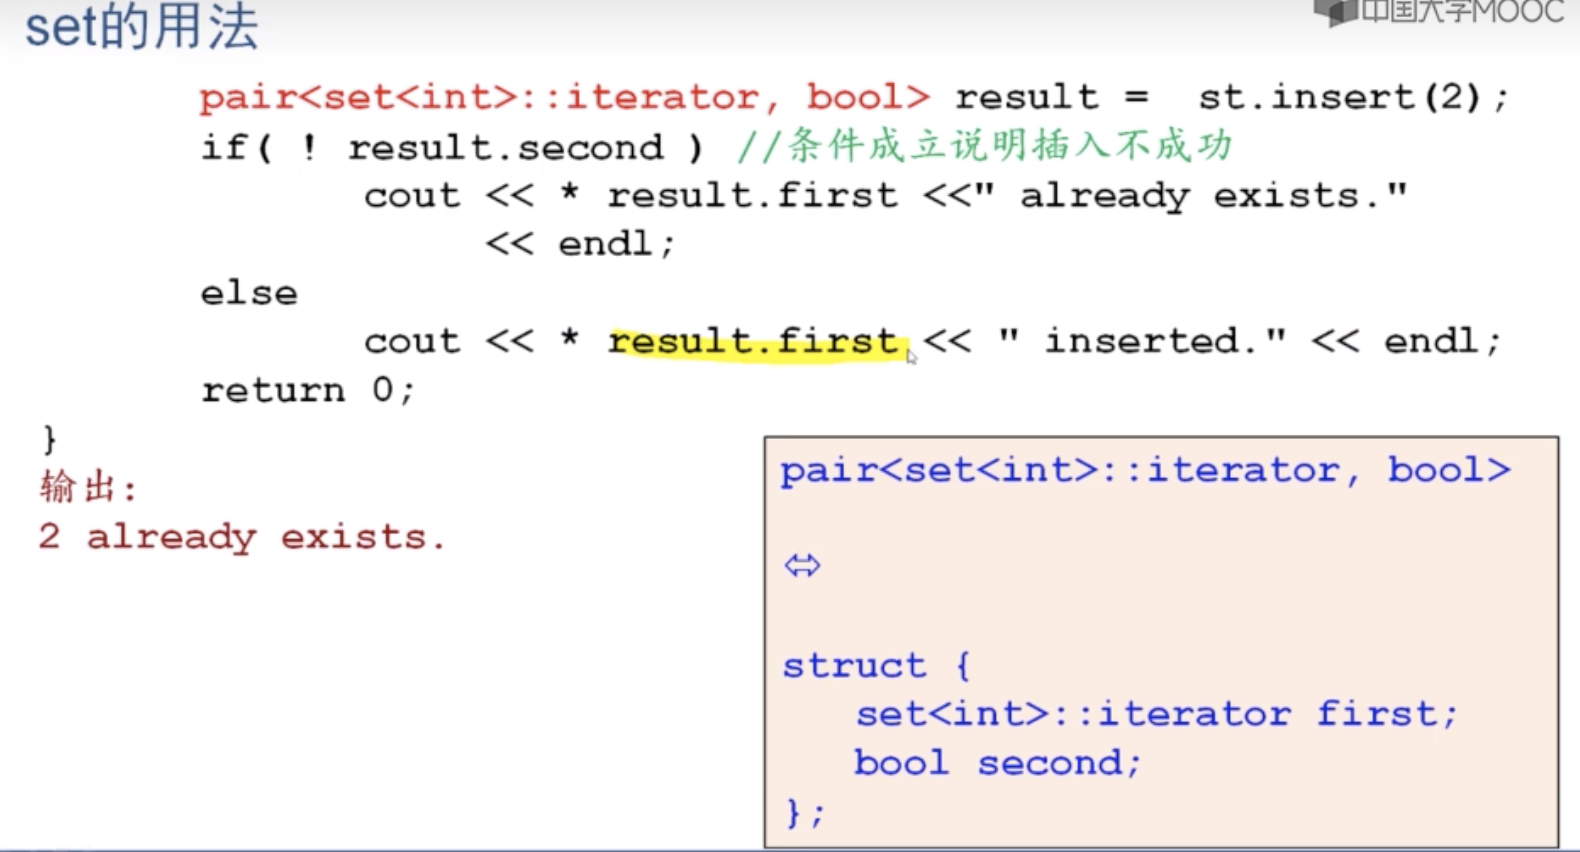 set的用法
中国大学MOOC
pair<set<int>::iterator, bool> result =  st.insert(2);
if( ! result.second ) //条件成立说明插入不成功
cout << * result.first <<" already exists."
<< endl;
else
cout << * result.first << " inserted." << endl;
return 0;
}
输出:
2 already exists.
pair<set<int>::iterator, bool>
⇔
struct {
set<int>::iterator first;
bool second;
};